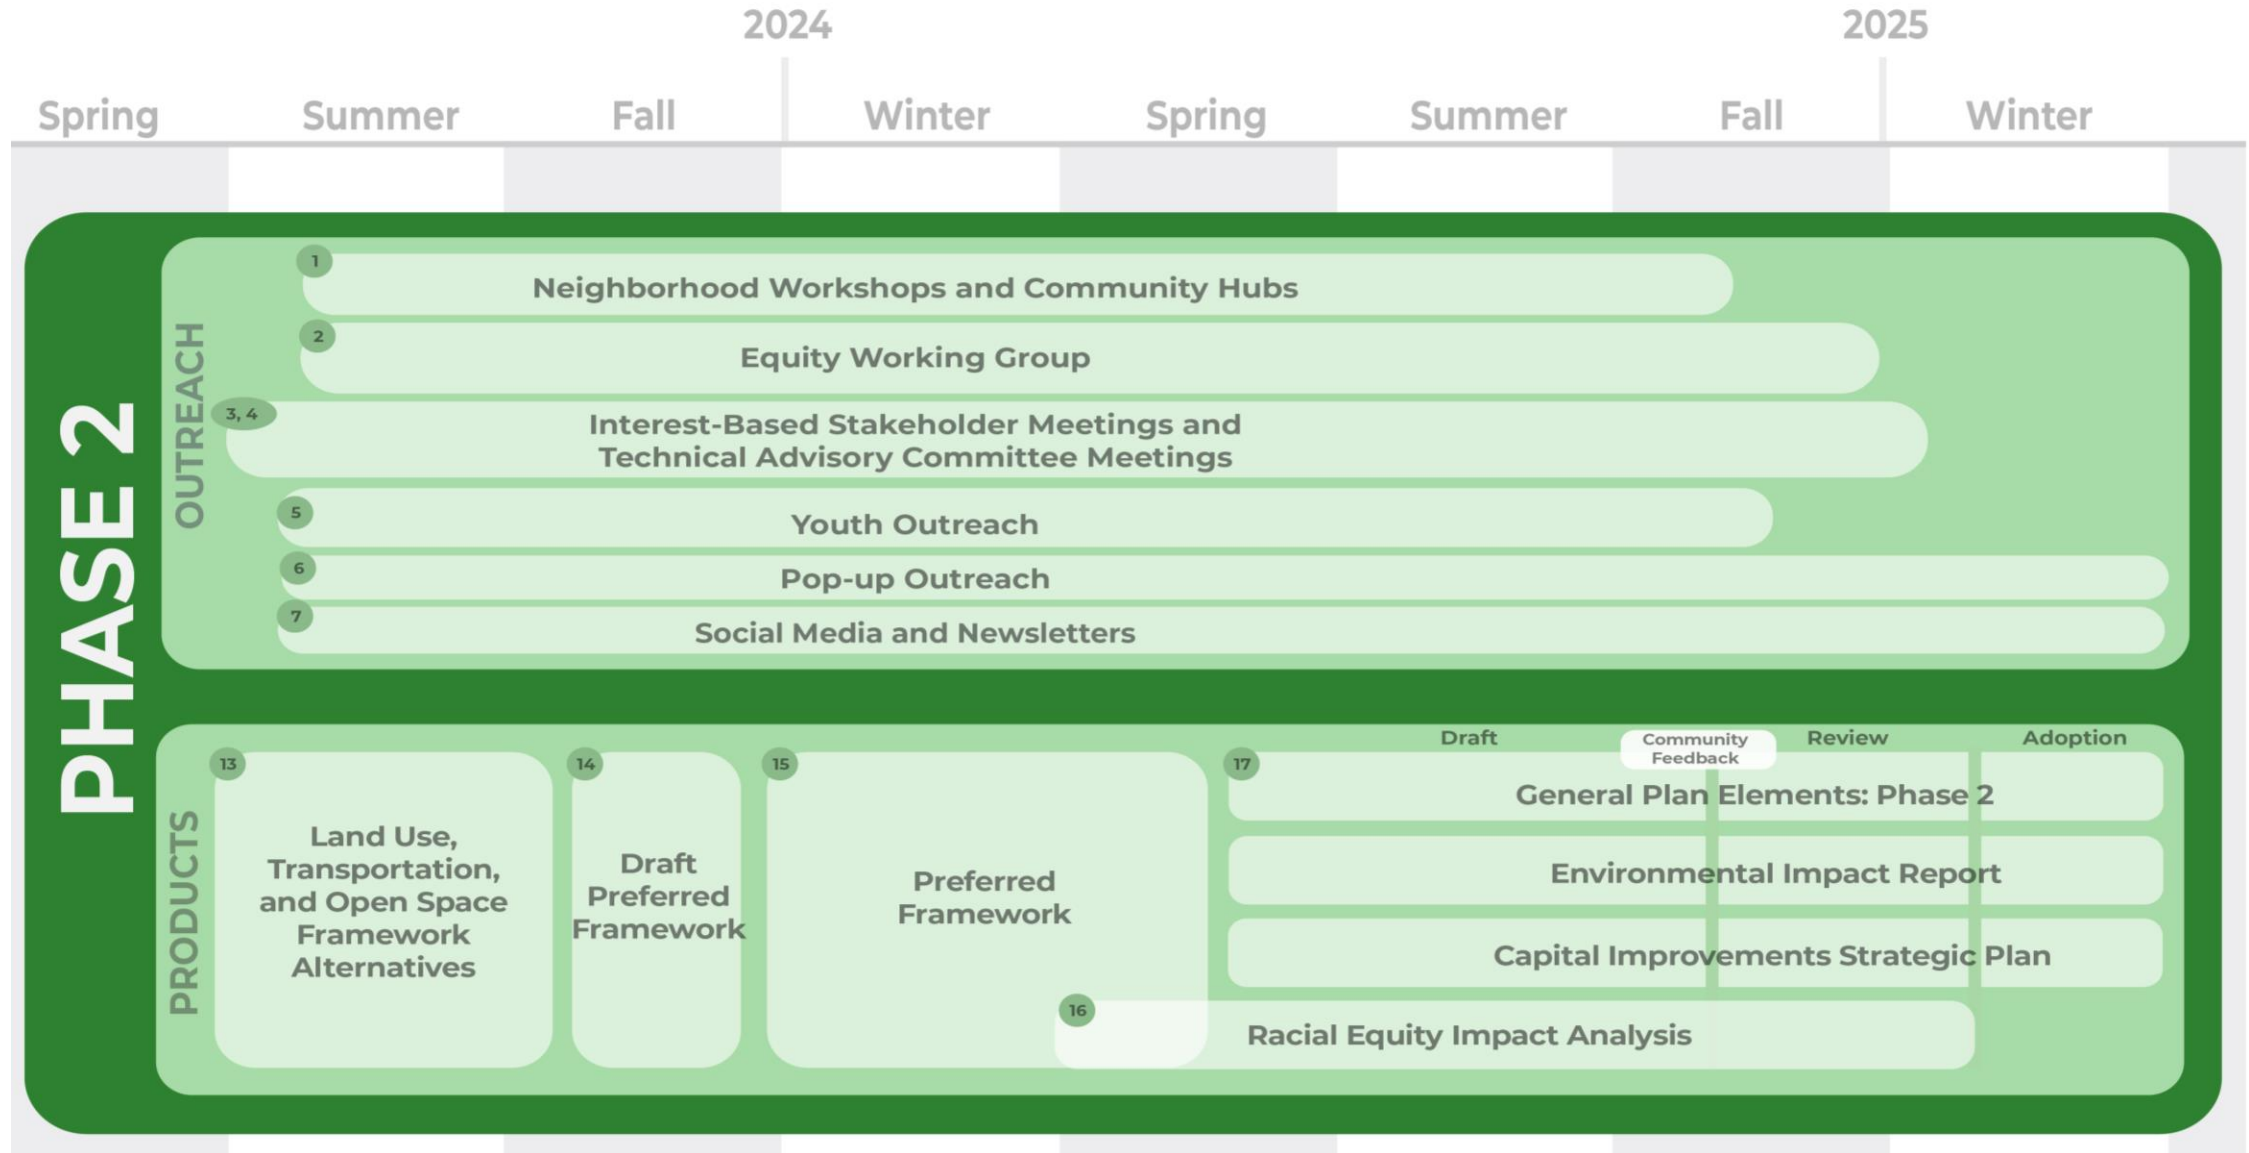 2024
2025
Spring
Summer
Fall
Winter
Spring
Summer
Fall
Winter
PHASE 2
OUTREACH
1
Neighborhood Workshops and Community Hubs
2
Equity Working Group
3, 4
Interest-Based Stakeholder Meetings and
Technical Advisory Committee Meetings
5
Youth Outreach
6
Pop-up Outreach
7
Social Media and Newsletters
PRODUCTS
13
Land Use,
Transportation,
and Open Space
Framework
Alternatives
14
Draft
Preferred
Framework
15
Preferred
Framework
Draft
Community
Feedback
Review
Adoption
17
General Plan Elements: Phase 2
Environmental Impact Report
Capital Improvements Strategic Plan
16
Racial Equity Impact Analysis